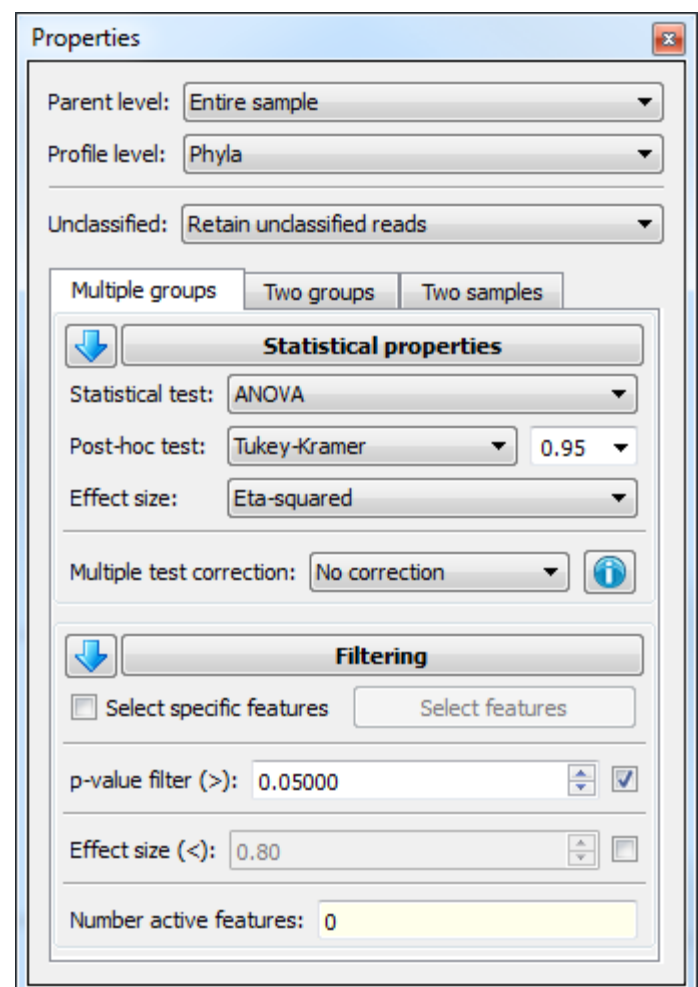 Properties
Parent level: Entire sample
Profile level: Phyla
Unclassified: Retain unclassified reads
Multiple groups Two groups Two samples
Statistical properties
Statistical test: ANOVA
Post-hoc test: Tukey-Kramer 0.95
Effect size: Eta-squared
Multiple test correction: No correction
Filtering
Select specific features Select features
p-value filter (>): 0.05000
Effect size (<): 0.80
Number active features: 0